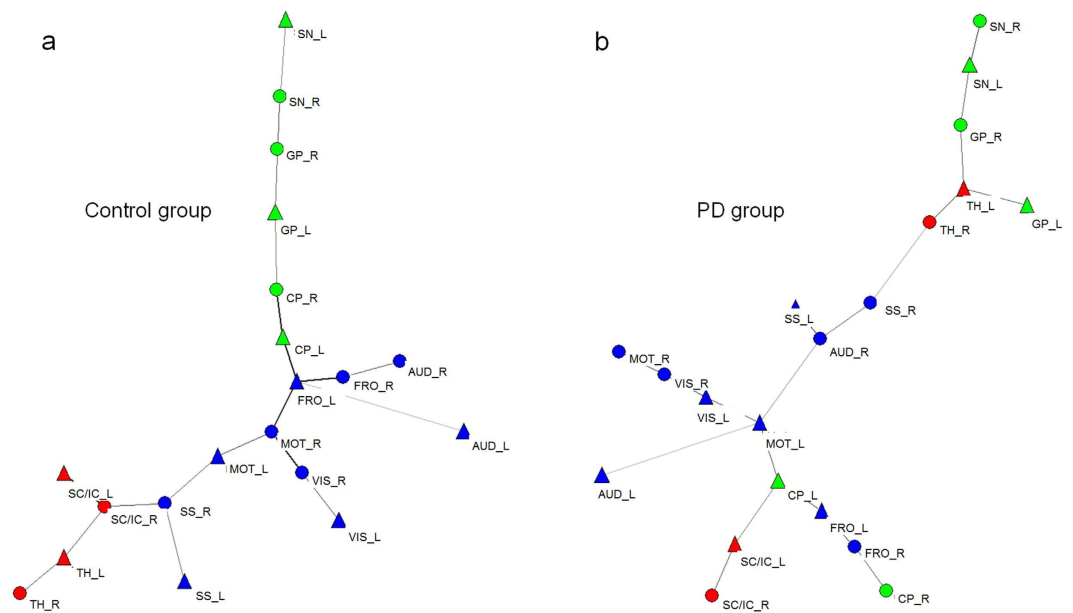 a
SN_L
SN_R
GP_R
Control group
GP_L
CP_R
CP_L
AUD_R
FRO_R
FRO_L
MOT_R
AUD_L
MOT_L
VIS_R
SC/IC_L
SC/IC_R
SS_R
VIS_L
TH_L
SS_L
TH_R
b
SN_R
SN_L
GP_R
PD group
TH_L
GP_L
TH_R
SS_R
SS_L
AUD_R
MOT_R
VIS_R
VIS_L
MOT_L
AUD_L
CP_L
FRO_L
FRO_R
SC/IC_L
CP_R
SC/IC_R